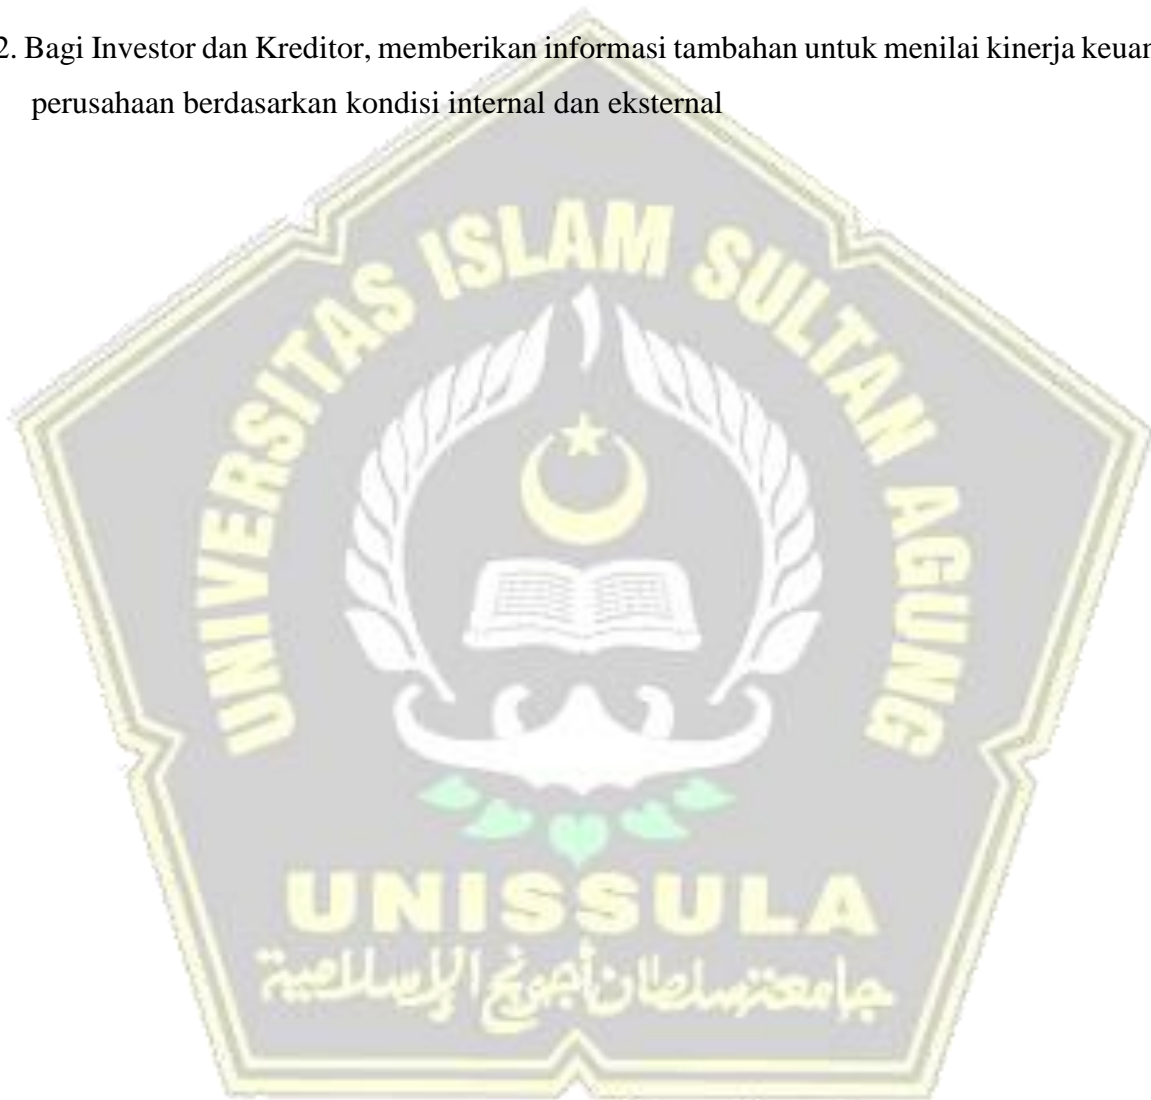 2. Bagi Investor dan Kreditor, memberikan informasi tambahan untuk menilai kinerja keuan
perusahaan berdasarkan kondisi internal dan eksternal
UNIVERSITAS ISLAM SULTAN AGUNG
UNISSULA
جامعة سلطان أجونج الإسلامية